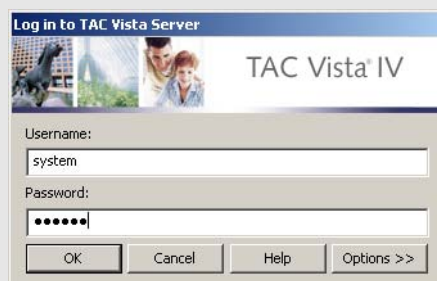 Log in to TAC Vista Server
TAC Vista® IV
Username:
system
Password:
●●●●●●
OK Cancel Help Options >>